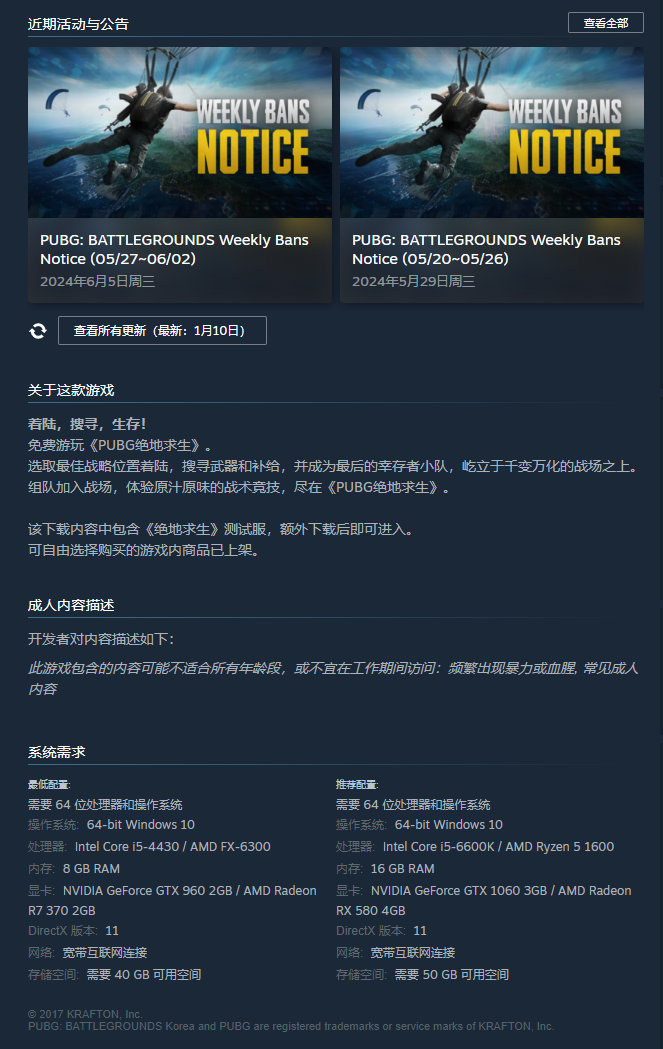 近期活动与公告
查看全部
WEEKLY BANS
NOTICE
WEEKLY BANS
NOTICE
PUBG: BATTLEGROUNDS Weekly Bans
Notice (05/27~06/02)
2024年6月5日周三
PUBG: BATTLEGROUNDS Weekly Bans
Notice (05/20~05/26)
2024年5月29日周三
查看所有更新（最新：1月10日）
关于这款游戏
着陆，搜寻，生存！
免费游玩《PUBG绝地求生》。
选取最佳战略位置着陆，搜寻武器和补给，并成为最后的幸存者小队，屹立于千变万化的战场之上。
组队加入战场，体验原汁原味的战术竞技，尽在《PUBG绝地求生》。
该下载内容中包含《绝地求生》测试服，额外下载后即可进入。
可自由选择购买的游戏内商品已上架。
成人内容描述
开发者对内容描述如下：
此游戏包含的内容可能不适合所有年龄段，或不宜在工作期间访问：频繁出现暴力或血腥, 常见成人
内容
系统需求
最低配置:
需要 64 位处理器和操作系统
操作系统: 64-bit Windows 10
处理器: Intel Core i5-4430 / AMD FX-6300
内存: 8 GB RAM
显卡: NVIDIA GeForce GTX 960 2GB / AMD Radeon
R7 370 2GB
DirectX 版本: 11
网络: 宽带互联网连接
存储空间: 需要 40 GB 可用空间
推荐配置:
需要 64 位处理器和操作系统
操作系统: 64-bit Windows 10
处理器: Intel Core i5-6600K / AMD Ryzen 5 1600
内存: 16 GB RAM
显卡: NVIDIA GeForce GTX 1060 3GB / AMD Radeon
RX 580 4GB
DirectX 版本: 11
网络: 宽带互联网连接
存储空间: 需要 50 GB 可用空间
© 2017 KRAFTON, Inc.
PUBG: BATTLEGROUNDS Korea and PUBG are registered trademarks or service marks of KRAFTON, Inc.